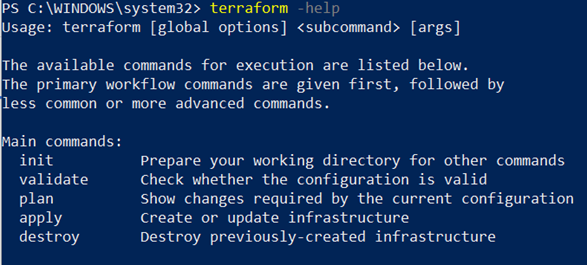 PS C:\WINDOWS\system32> terraform -help
Usage: terraform [global options] <subcommand> [args]
The available commands for execution are listed below.
The primary workflow commands are given first, followed by
less common or more advanced commands.
Main commands:
init Prepare your working directory for other commands
validate Check whether the configuration is valid
plan Show changes required by the current configuration
apply Create or update infrastructure
destroy Destroy previously-created infrastructure